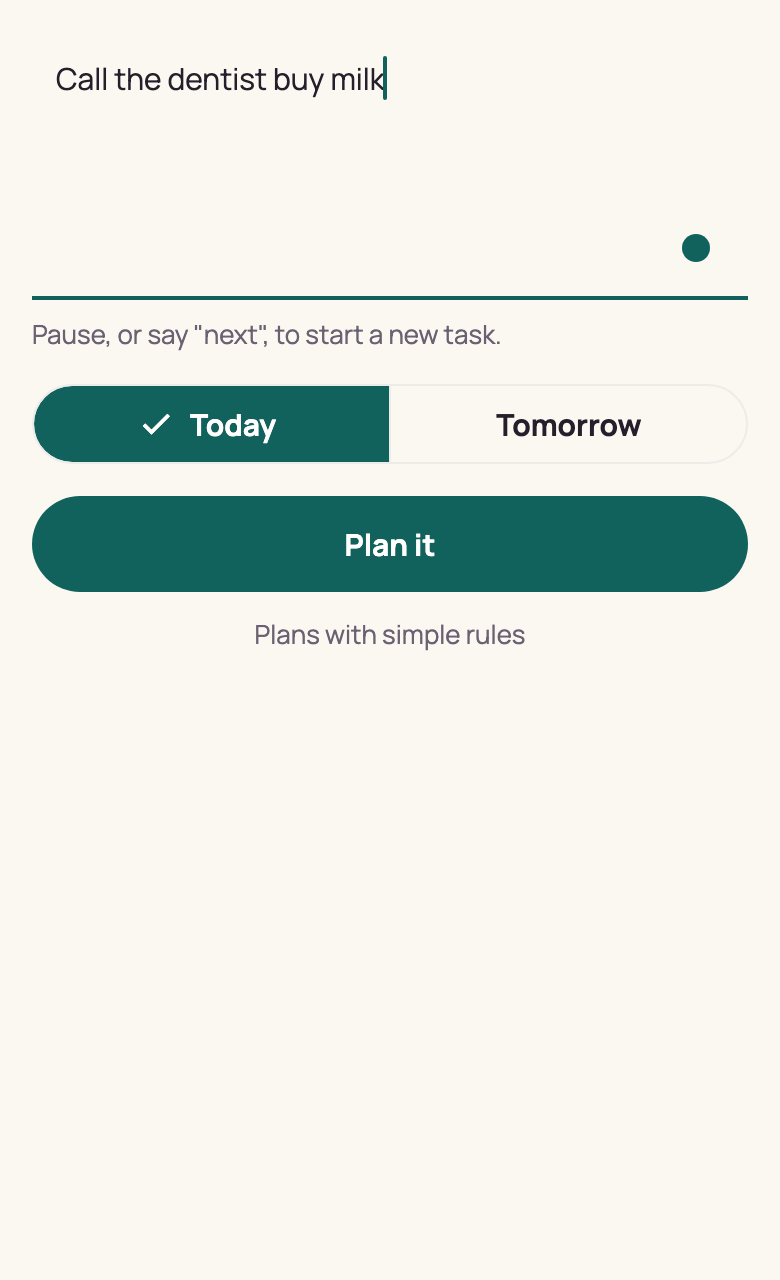 Call the dentist buy milk
Pause, or say "next", to start a new task.
Today
Tomorrow
Plan it
Plans with simple rules